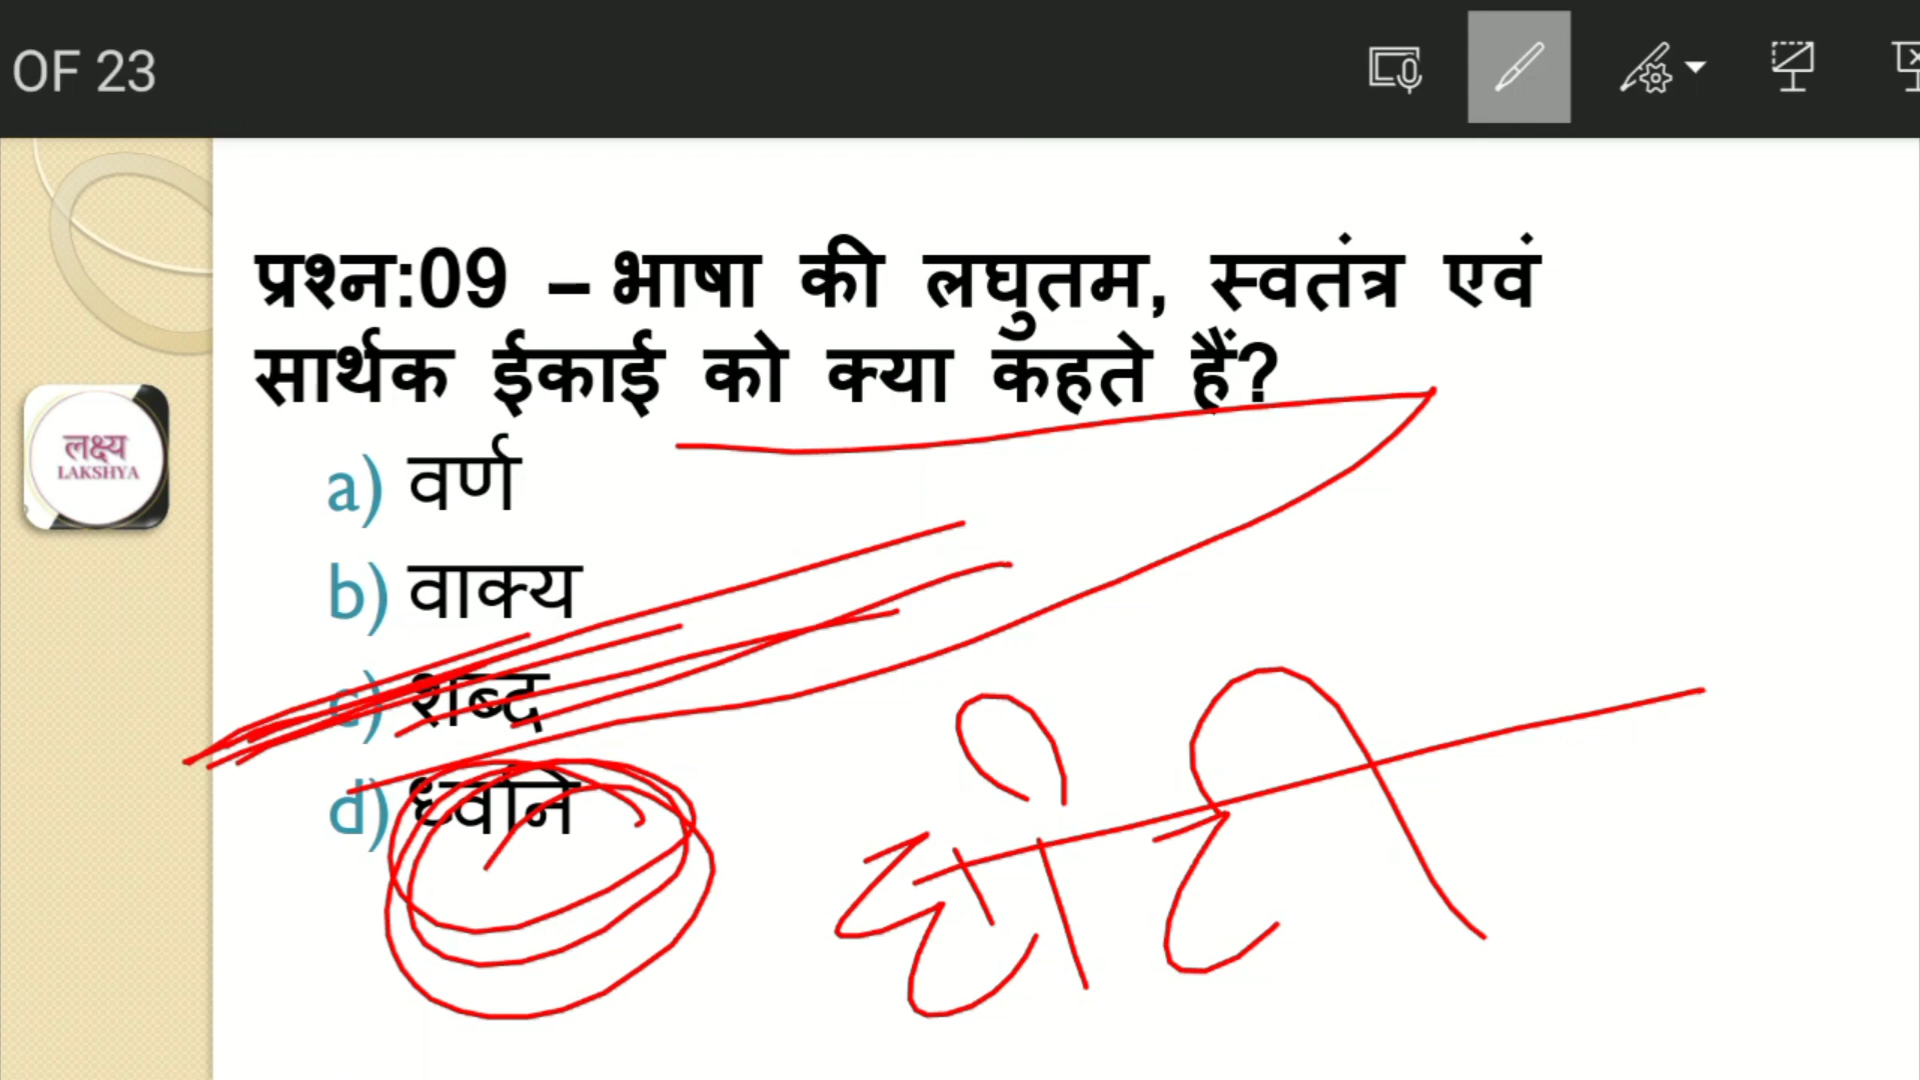 OF 23
प्रश्न:09 – भाषा की लघुतम, स्वतंत्र एवं
सार्थक ईकाई को क्या कहते हैं?
लक्ष्य
LAKSHYA
a) वर्ण
b) वाक्य
c) शब्द
d) ध्वनि